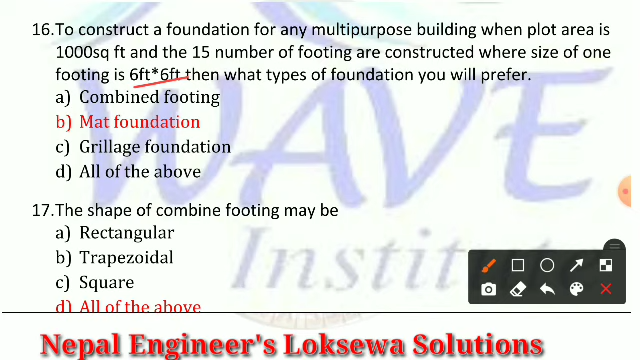 16.To construct a foundation for any multipurpose building when plot area is
1000sq ft and the 15 number of footing are constructed where size of one
footing is 6ft*6ft then what types of foundation you will prefer.
a) Combined footing
b) Mat foundation
c) Grillage foundation
d) All of the above
17.The shape of combine footing may be
a) Rectangular
b) Trapezoidal
c) Square
d) All of the above
WAVE
Institute
Nepal Engineer's Loksewa Solutions